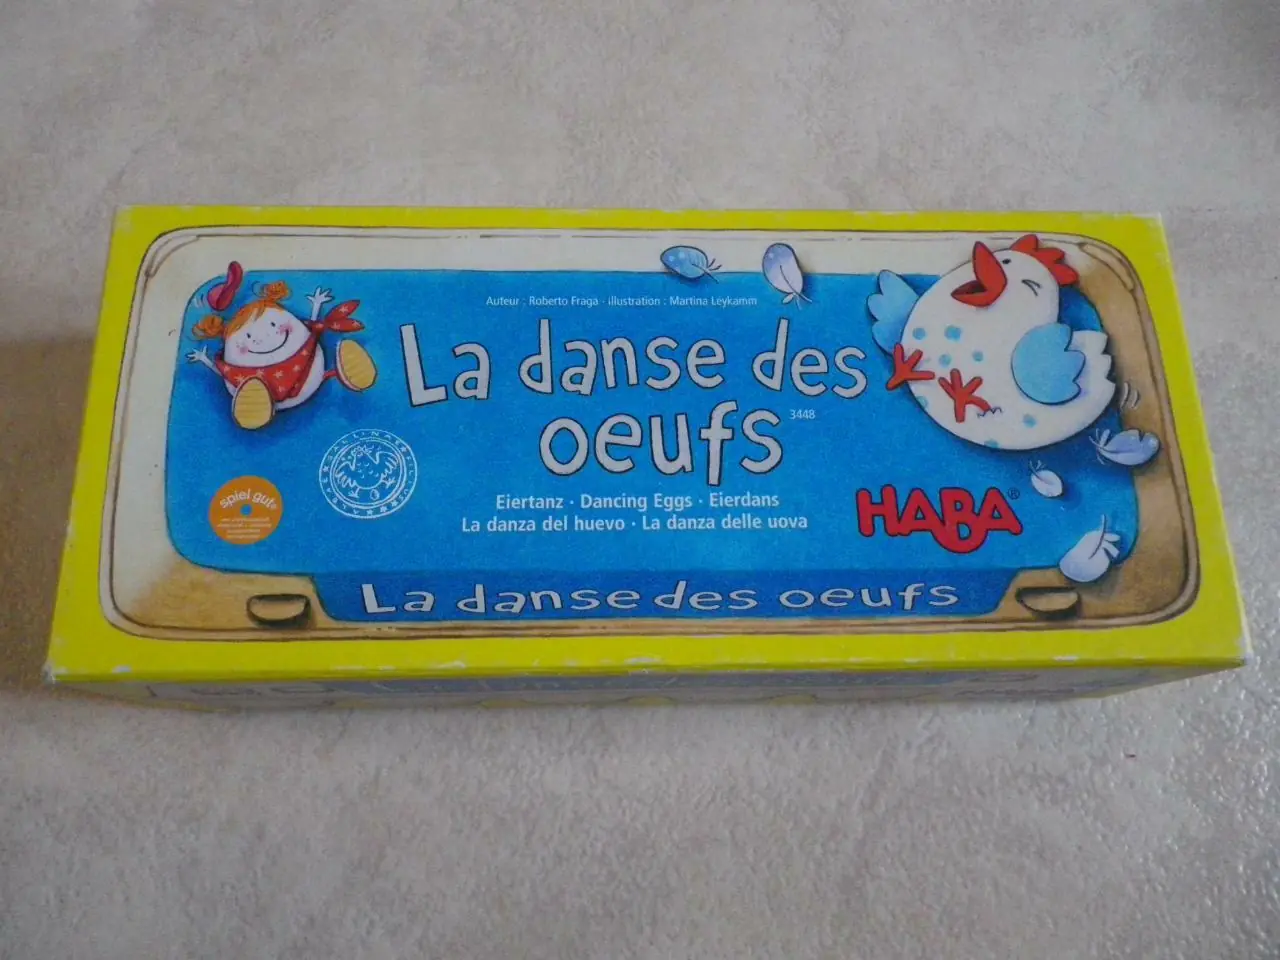 Auteur : Roberto Fraga · illustration : Martina Leykamm
La danse des
oeufs
3448
Eiertanz · Dancing Eggs · Eierdans
La danza del huevo · La danza delle uova
HABA®
spiel gut
La danse des oeufs